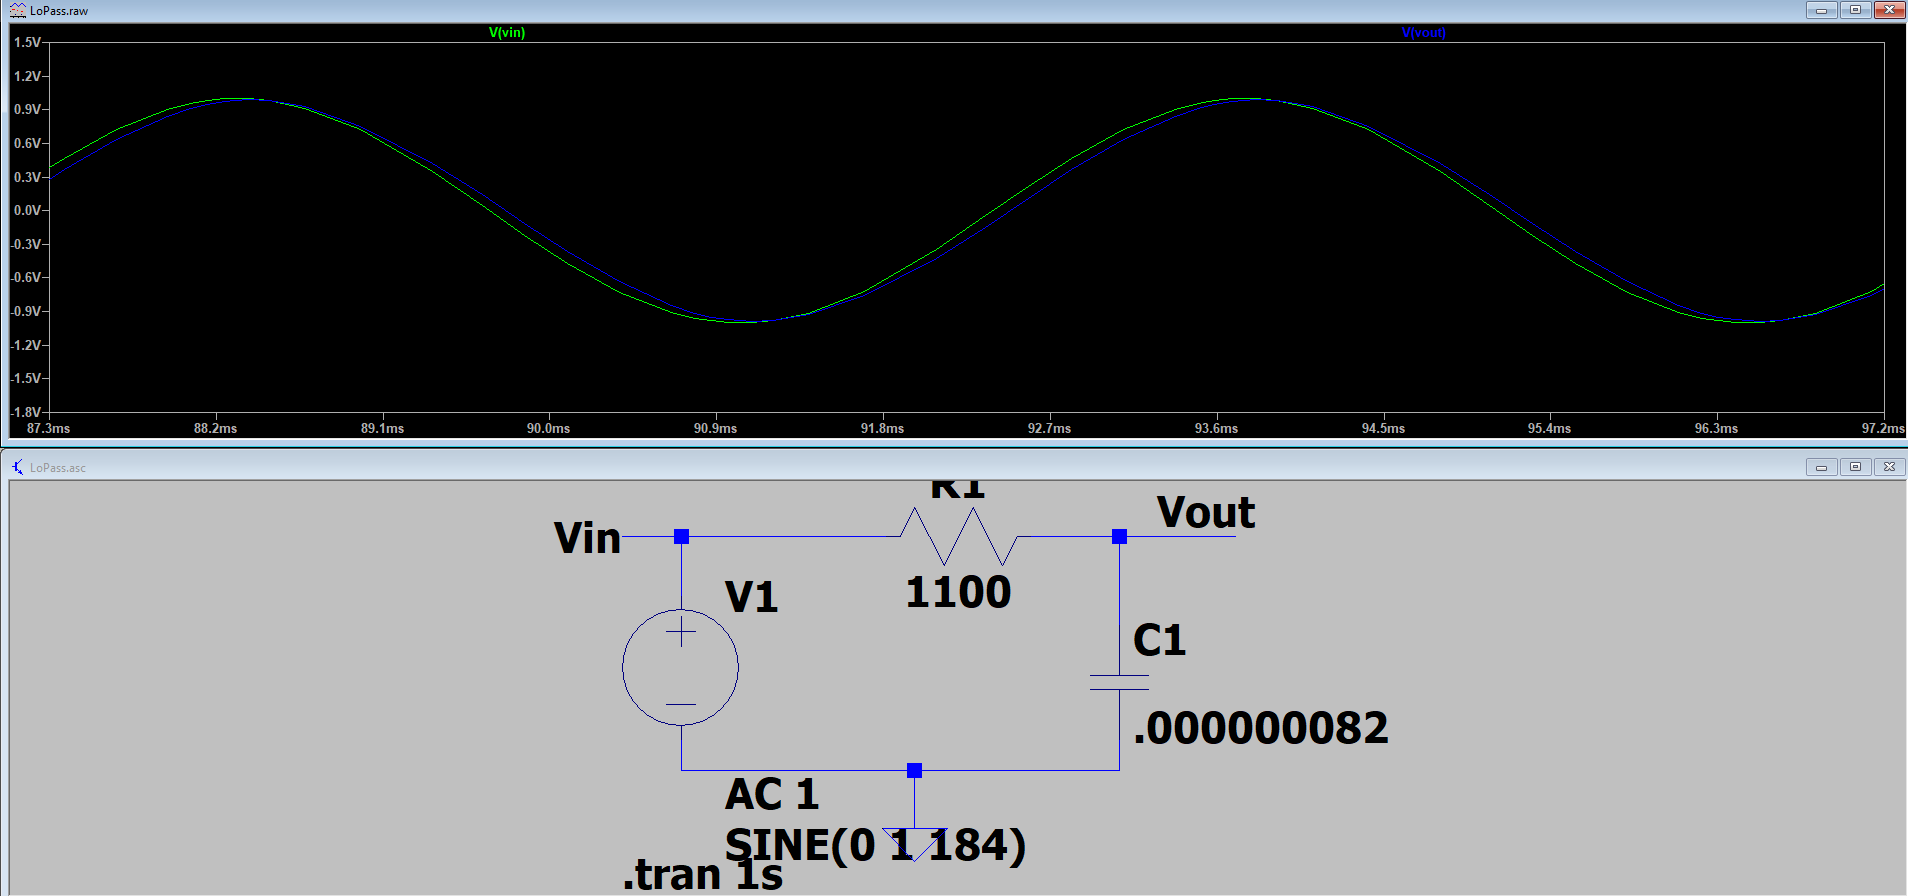 LoPass.raw
V(vin) V(vout)
1.5V
1.2V
0.9V
0.6V
0.3V
0.0V
-0.3V
-0.6V
-0.9V
-1.2V
-1.5V
-1.8V
87.3ms 88.2ms 89.1ms 90.0ms 90.9ms 91.8ms 92.7ms 93.6ms 94.5ms 95.4ms 96.3ms 97.2ms
LoPass.asc
R1
Vin
Vout
1100
V1
C1
.000000082
AC 1
SINE(0 1 184)
.tran 1s